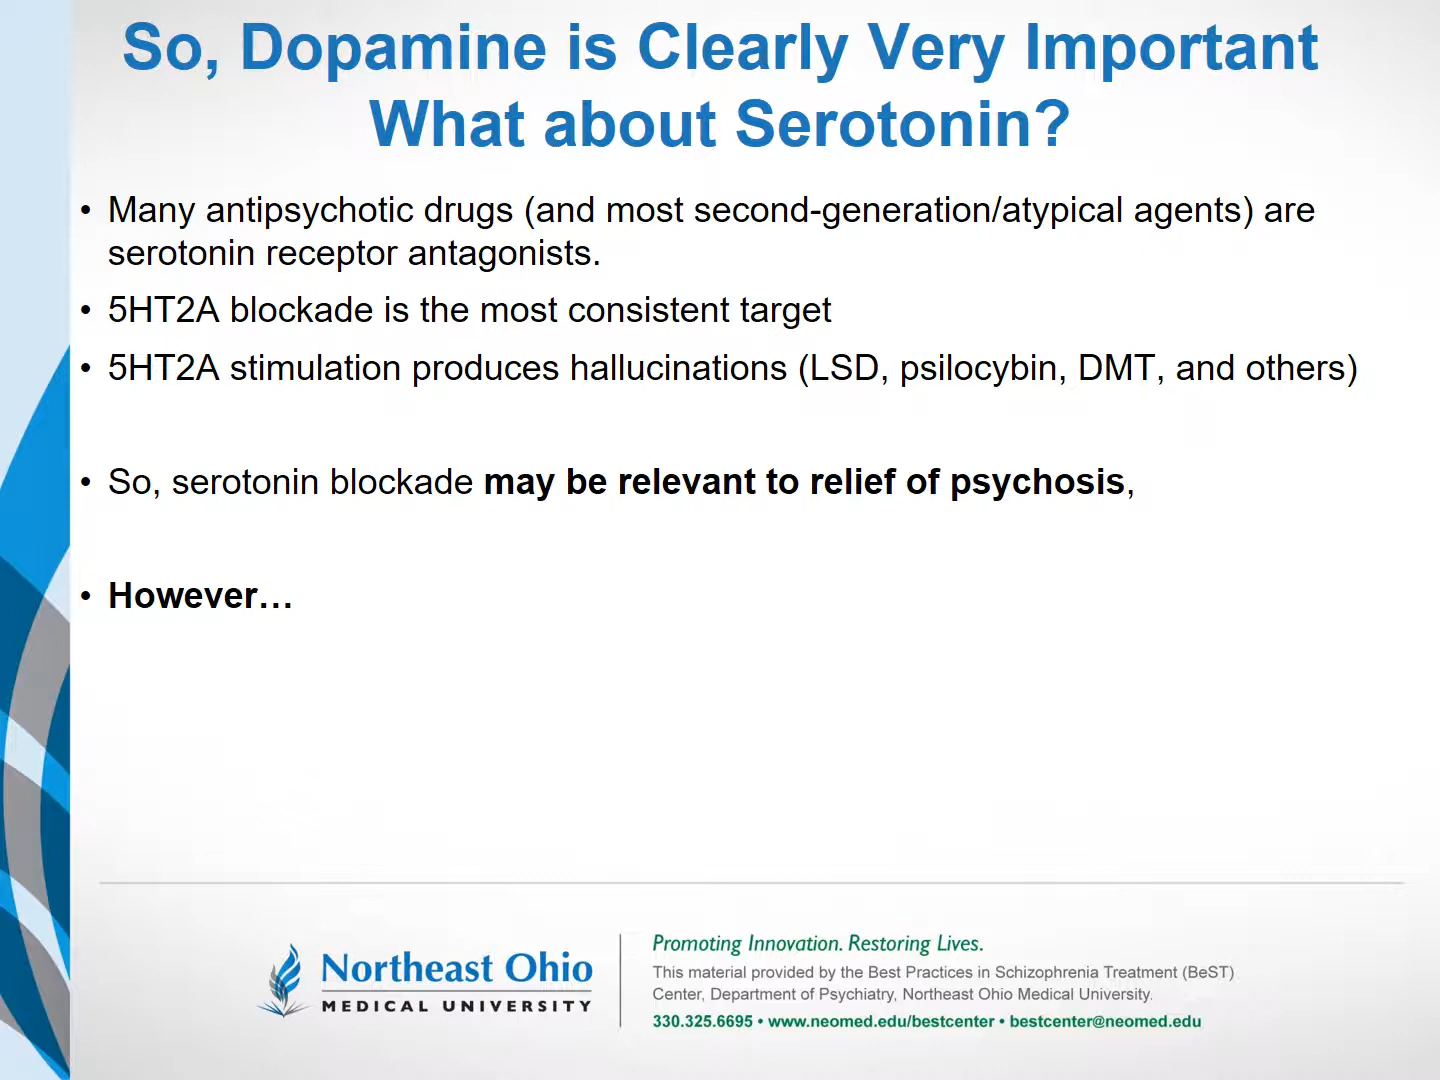 So, Dopamine is Clearly Very Important
What about Serotonin?
• Many antipsychotic drugs (and most second-generation/atypical agents) are
serotonin receptor antagonists.
• 5HT2A blockade is the most consistent target
• 5HT2A stimulation produces hallucinations (LSD, psilocybin, DMT, and others)
• So, serotonin blockade may be relevant to relief of psychosis,
• However…
Northeast Ohio
MEDICAL UNIVERSITY
Promoting Innovation. Restoring Lives.
This material provided by the Best Practices in Schizophrenia Treatment (BeST)
Center, Department of Psychiatry, Northeast Ohio Medical University.
330.325.6695 • www.neomed.edu/bestcenter • bestcenter@neomed.edu